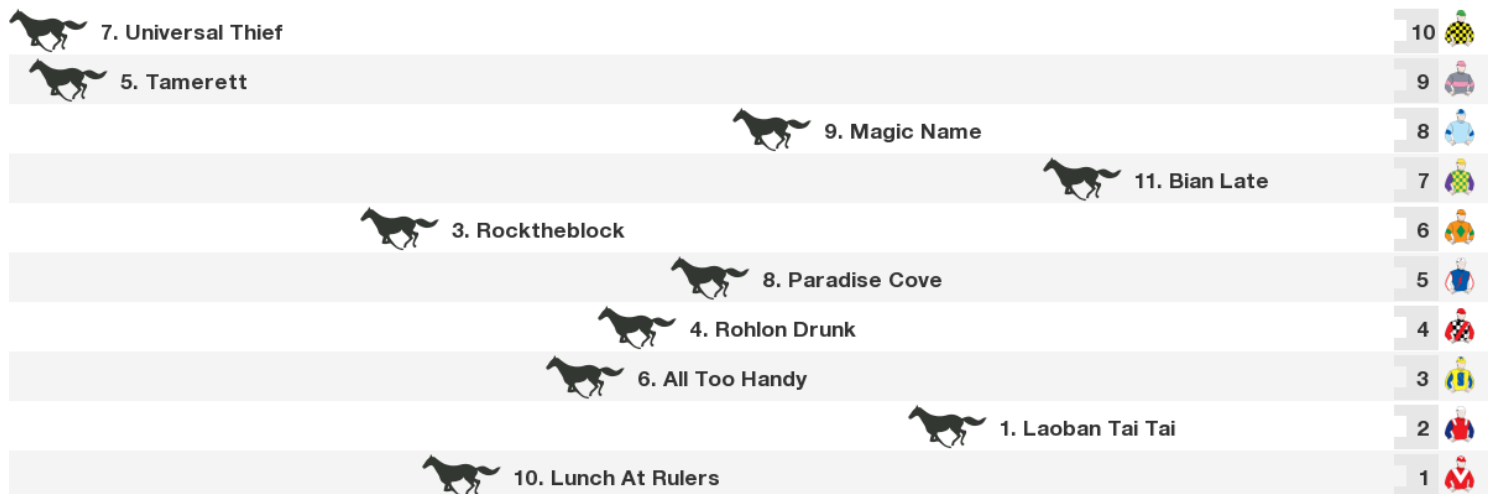 7. Universal Thief 10
5. Tamerett 9
9. Magic Name 8
11. Bian Late 7
3. Rocktheblock 6
8. Paradise Cove 5
4. Rohlon Drunk 4
6. All Too Handy 3
1. Laoban Tai Tai 2
10. Lunch At Rulers 1